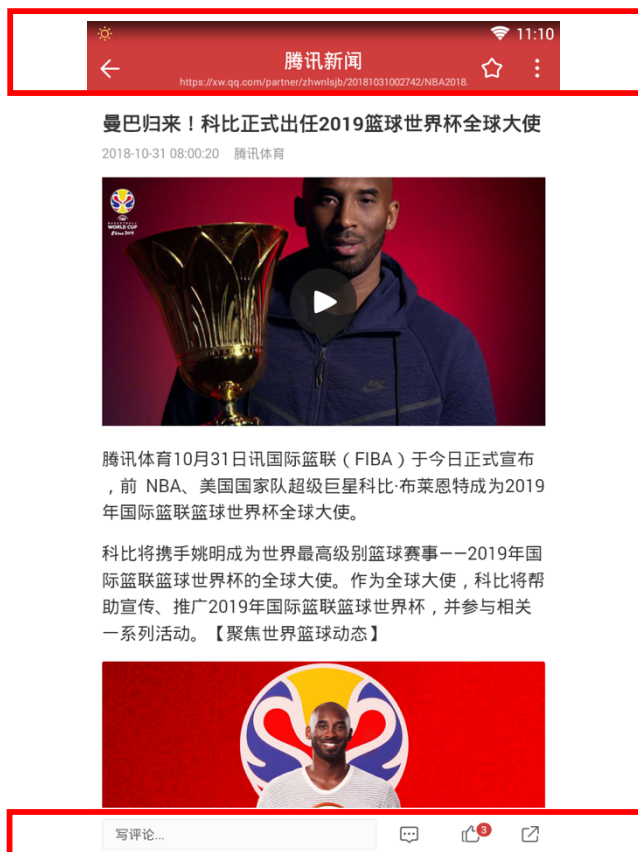 11:10
腾讯新闻
https://xw.qq.com/partner/zhwnlsjb/20181031002742/NBA2018.
曼巴归来！科比正式出任2019篮球世界杯全球大使
2018-10-31 08:00:20 腾讯体育
WORLD CUP
China 2019
腾讯体育10月31日讯国际篮联（FIBA）于今日正式宣布
，前 NBA、美国国家队超级巨星科比·布莱恩特成为2019
年国际篮联篮球世界杯全球大使。
科比将携手姚明成为世界最高级别篮球赛事——2019年国
际篮联篮球世界杯的全球大使。作为全球大使，科比将帮
助宣传、推广2019年国际篮联篮球世界杯，并参与相关
一系列活动。【聚焦世界篮球动态】
写评论... 3